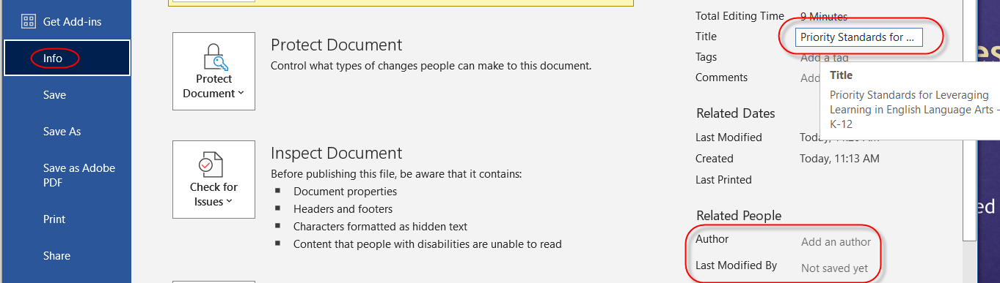 Get Add-ins
Info
Save
Save As
Save as Adobe
PDF
Print
Share
Protect
Document
Protect Document
Control what types of changes people can make to this document.
Check for
Issues
Inspect Document
Before publishing this file, be aware that it contains:
Document properties
Headers and footers
Characters formatted as hidden text
Content that people with disabilities are unable to read
Total Editing Time 9 Minutes
Title Priority Standards for ...
Tags Add a tag
Comments Add
Title
Priority Standards for Leveraging
Learning in English Language Arts -
K-12
Related Dates
Last Modified Today,
Created Today, 11:13 AM
Last Printed
Related People
Author Add an author
Last Modified By Not saved yet
es
ed